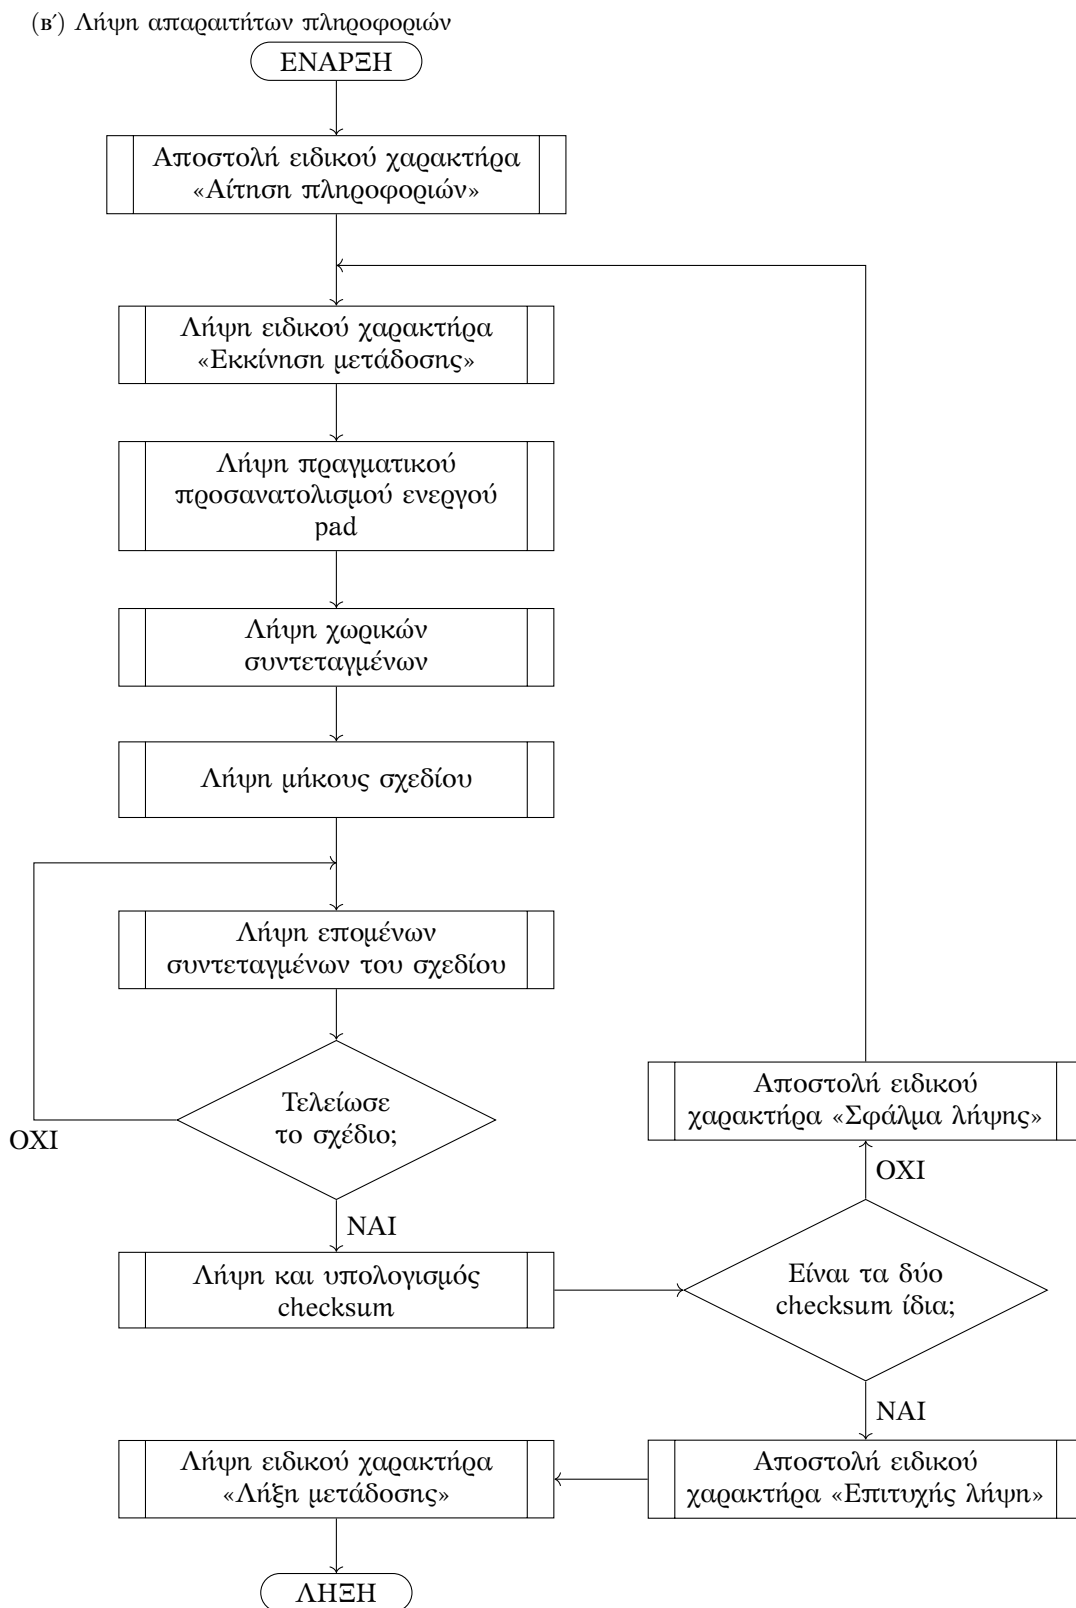 (Β′) Λήψη απαραιτήτων πληροφοριών
ΕΝΑΡΞΗ
Αποστολή ειδικού χαρακτήρα
«Αίτηση πληροφοριών»
Λήψη ειδικού χαρακτήρα
«Εκκίνηση μετάδοσης»
Λήψη πραγματικού
προσανατολισμού ενεργού
pad
Λήψη χωρικών
συντεταγμένων
Λήψη μήκους σχεδίου
Λήψη επομένων
συντεταγμένων του σχεδίου
Τελείωσε
το σχέδιο;
ΟΧΙ
ΝΑΙ
Λήψη και υπολογισμός
checksum
Είναι τα δύο
checksum ίδια;
ΟΧΙ
Αποστολή ειδικού
χαρακτήρα «Σφάλμα λήψης»
ΝΑΙ
Αποστολή ειδικού
χαρακτήρα «Επιτυχής λήψη»
Λήψη ειδικού χαρακτήρα
«Λήξη μετάδοσης»
ΛΗΞΗ